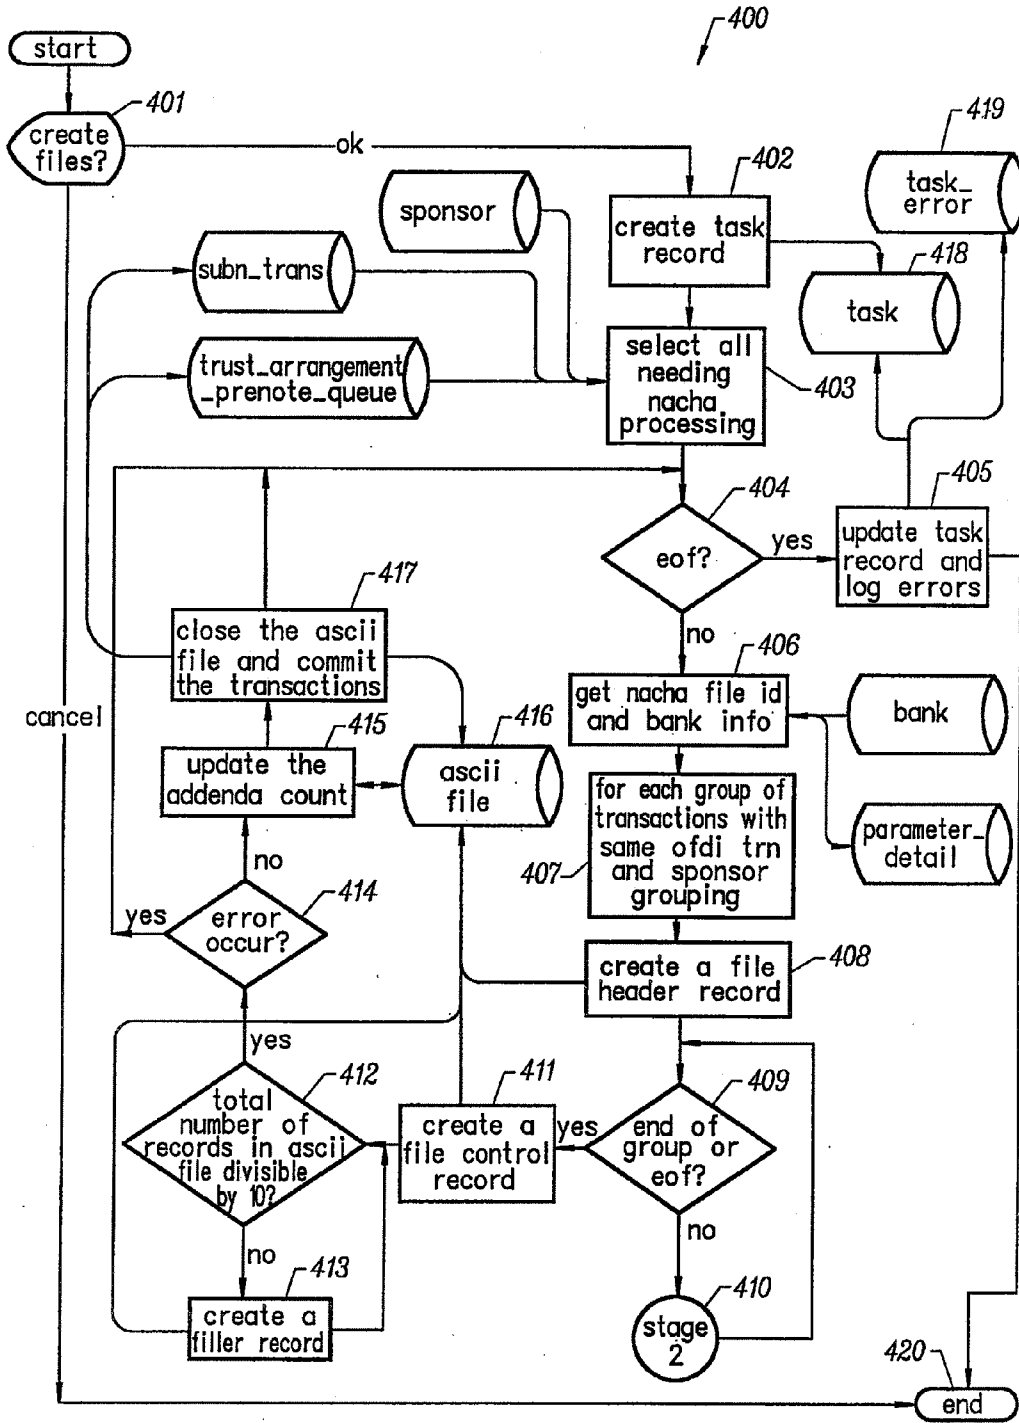 400
start
401
create
files?
ok
402
create task
record
419
task_
error
sponsor
subn_trans
418
task
trust_arrangement
_prenote_queue
select all
needing
nacha
processing
403
404
eof?
yes
405
update task
record and
log errors
no
417
close the ascii
file and commit
the transactions
406
get nacha file id
and bank info
bank
cancel
415
update the
addenda count
416
ascii
file
for each group of
transactions with
same ofdi trn
and sponsor
grouping
407
parameter_
detail
no
414
error
occur?
yes
408
create a file
header record
yes
412
total
number of
records in ascii
file divisible
by 10?
411
create a
file control
record
yes
409
end of
group or
eof?
no
no
413
create a
filler record
410
stage
2
420
end